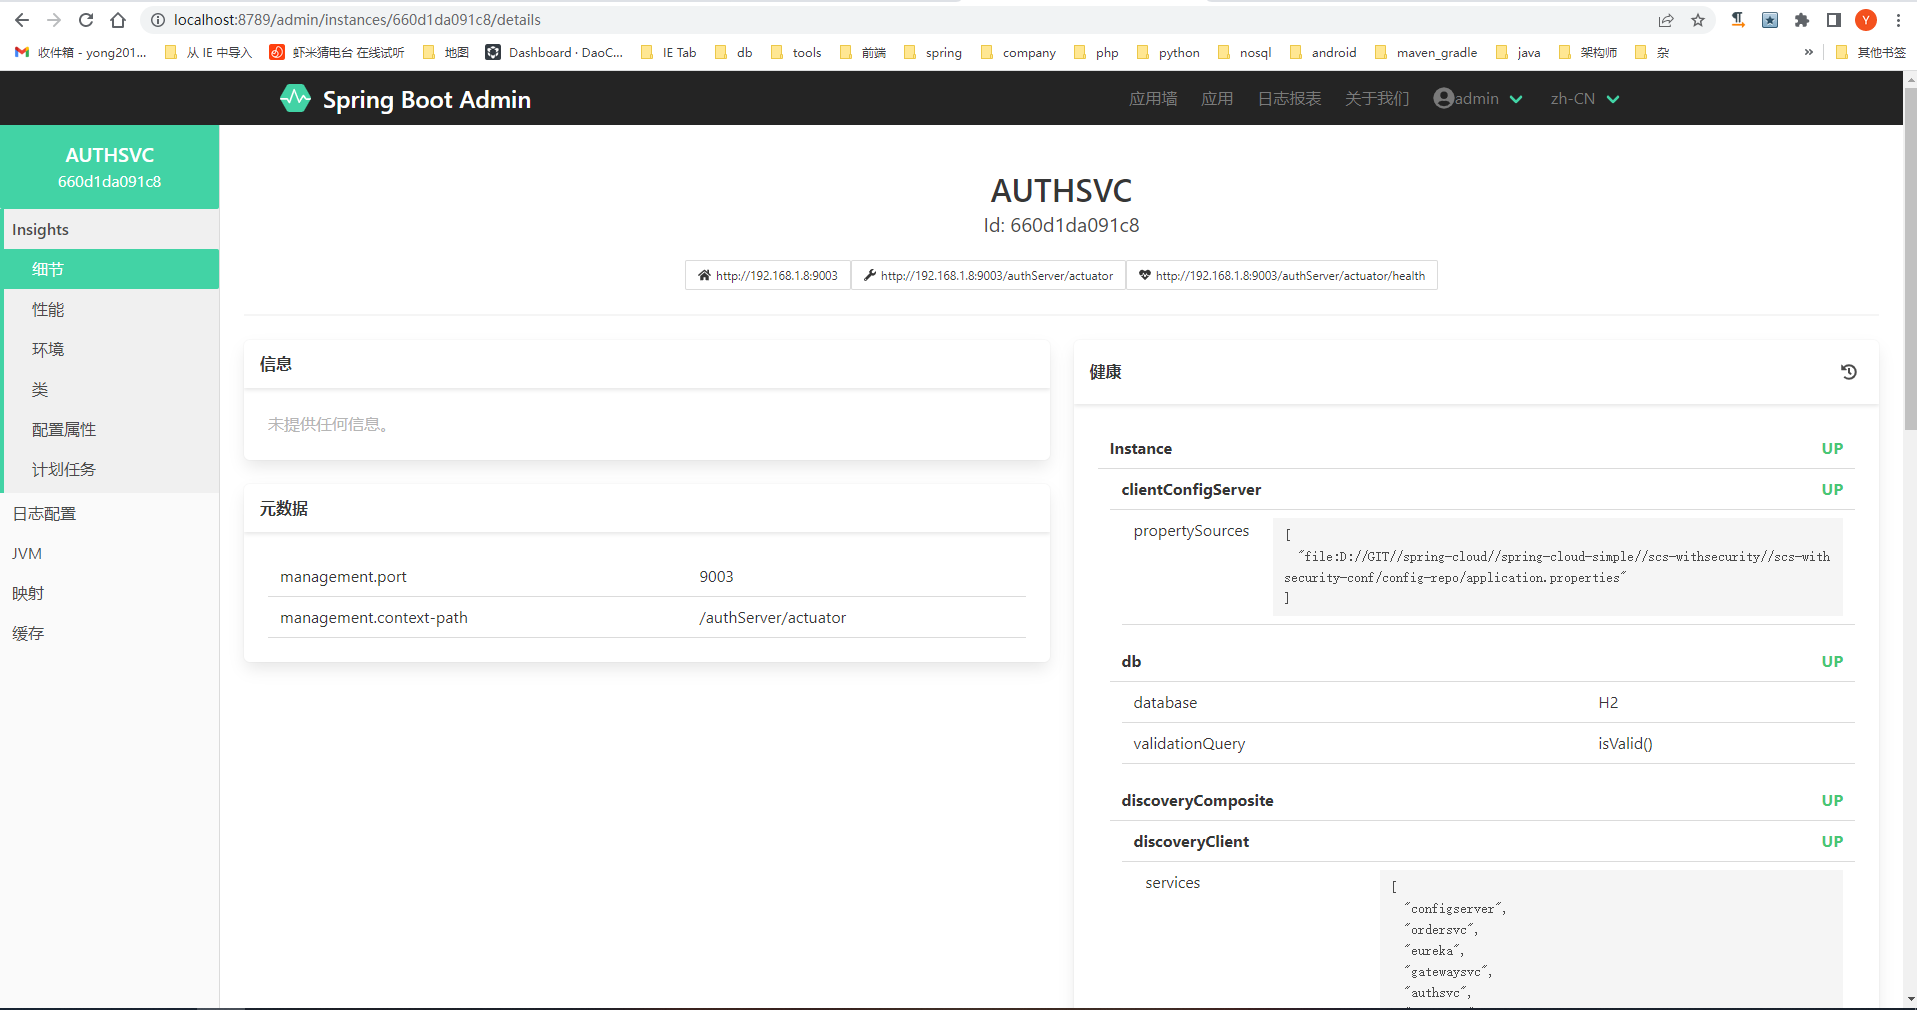 localhost:8789/admin/instances/660d1da091c8/details
Y
收件箱 - yong201...
从 IE 中导入
虾米猜电台 在线试听
地图
Dashboard · DaoC...
IE Tab
db
tools
前端
spring
company
php
python
nosql
android
maven_gradle
java
架构师
杂
»
其他书签
Spring Boot Admin
应用墙
应用
日志报表
关于我们
admin
zh-CN
AUTHSVC
660d1da091c8
Insights
细节
性能
环境
类
配置属性
计划任务
日志配置
JVM
映射
缓存
AUTHSVC
Id: 660d1da091c8
http://192.168.1.8:9003
http://192.168.1.8:9003/authServer/actuator
http://192.168.1.8:9003/authServer/actuator/health
信息
未提供任何信息。
元数据
management.port 9003
management.context-path /authServer/actuator
健康
Instance UP
clientConfigServer UP
propertySources
[
"file:D://GIT//spring-cloud//spring-cloud-simple//scs-withsecurity//scs-with
security-conf/config-repo/application.properties"
]
db UP
database H2
validationQuery isValid()
discoveryComposite UP
discoveryClient UP
services
[
"configserver",
"ordersvc",
"eureka",
"gatewaysvc",
"authsvc",